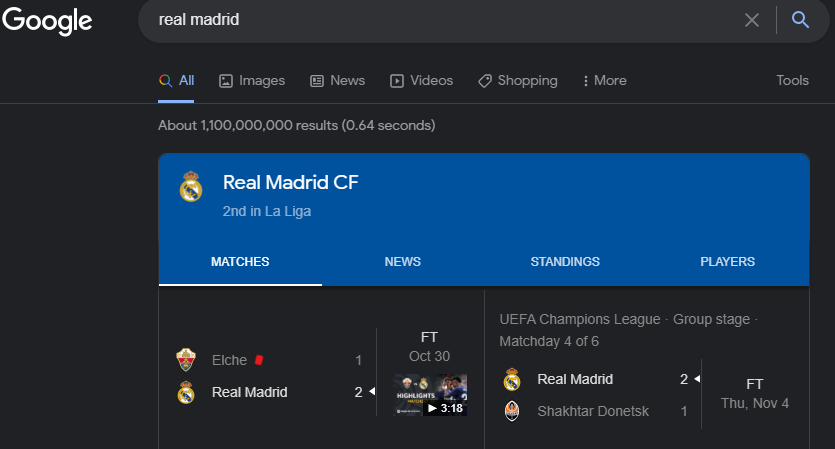 Google
real madrid
All Images News Videos Shopping More Tools
About 1,100,000,000 results (0.64 seconds)
Real Madrid CF
2nd in La Liga
MATCHES NEWS STANDINGS PLAYERS
Elche 1
Real Madrid 2
FT
Oct 30
HIGHLIGHTS
3:18
UEFA Champions League · Group stage ·
Matchday 4 of 6
Real Madrid 2
Shakhtar Donetsk 1
FT
Thu, Nov 4